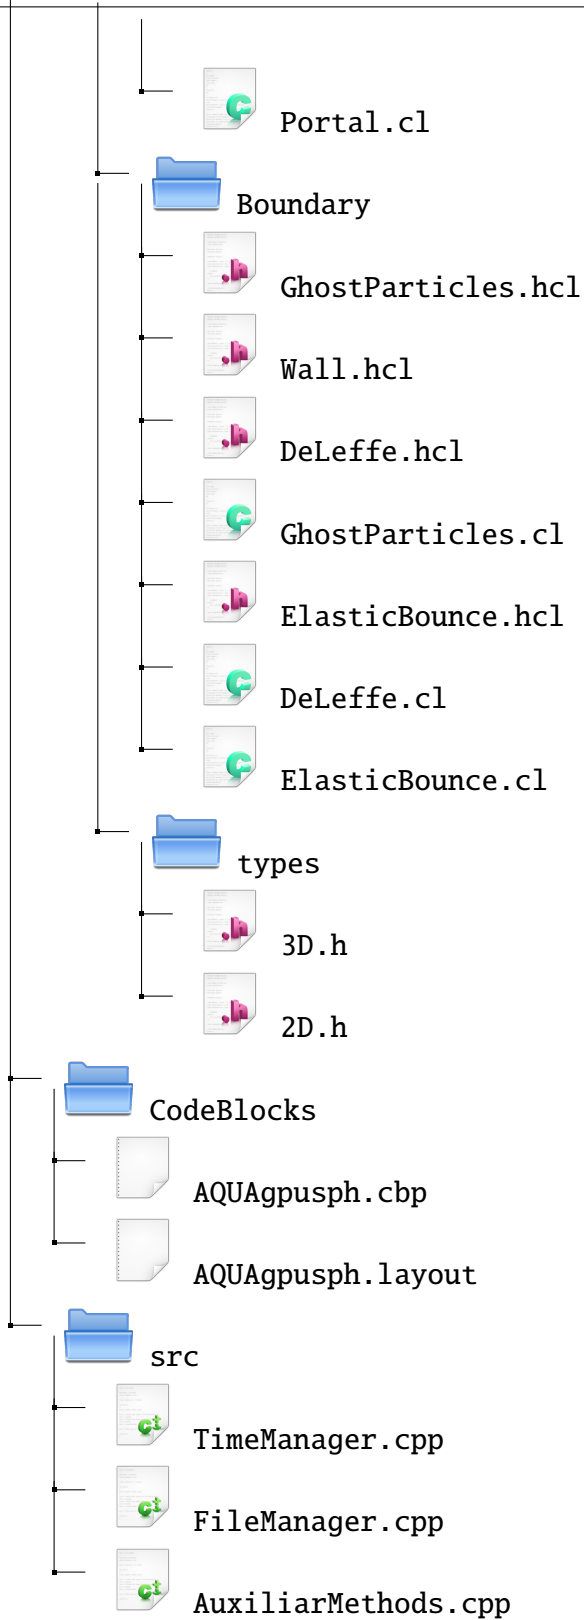 Portal.cl
Boundary
GhostParticles.hcl
Wall.hcl
DeLeffe.hcl
GhostParticles.cl
ElasticBounce.hcl
DeLeffe.cl
ElasticBounce.cl
types
3D.h
2D.h
CodeBlocks
AQUAgpusph.cbp
AQUAgpusph.layout
src
TimeManager.cpp
FileManager.cpp
AuxiliarMethods.cpp